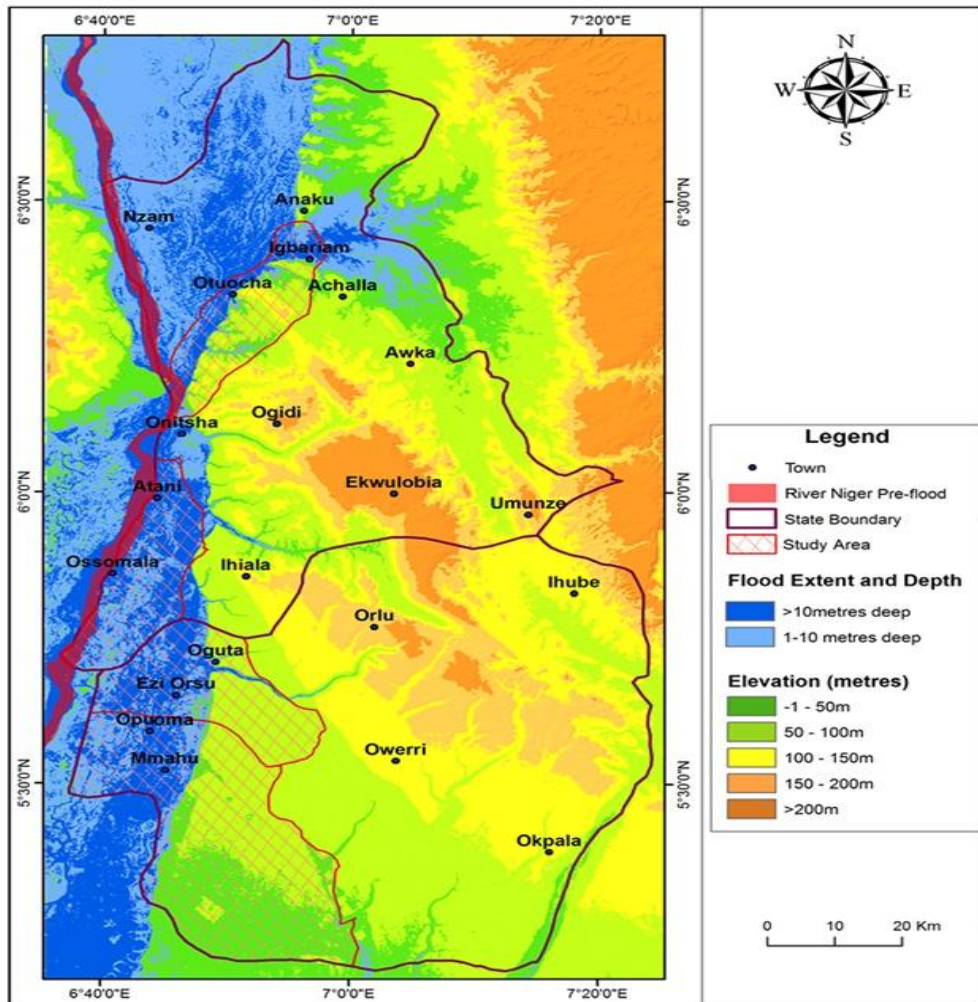 6°40'0"E
7°00'0"E
7°20'0"E
N
W
E
S
6°30'0"N
6°30'0"N
Anaku
Nzam
Igbariam
Otuocha
Achalla
Awka
Ogidi
Onitsha
6°0'0"N
6°0'0"N
Atani
Ekwulobia
Umunze
Ossomala
Ihiala
Ihube
Orlu
Oguta
Ezi Orsu
Opuoma
Mmahu
Owerri
5°30'0"N
5°30'0"N
Okpala
6°40'0"E
7°00'0"E
7°20'0"E
Legend
Town
River Niger Pre-flood
State Boundary
Study Area
Flood Extent and Depth
>10metres deep
1-10 metres deep
Elevation (metres)
-1 - 50m
50 - 100m
100 - 150m
150 - 200m
>200m
0 10 20 Km